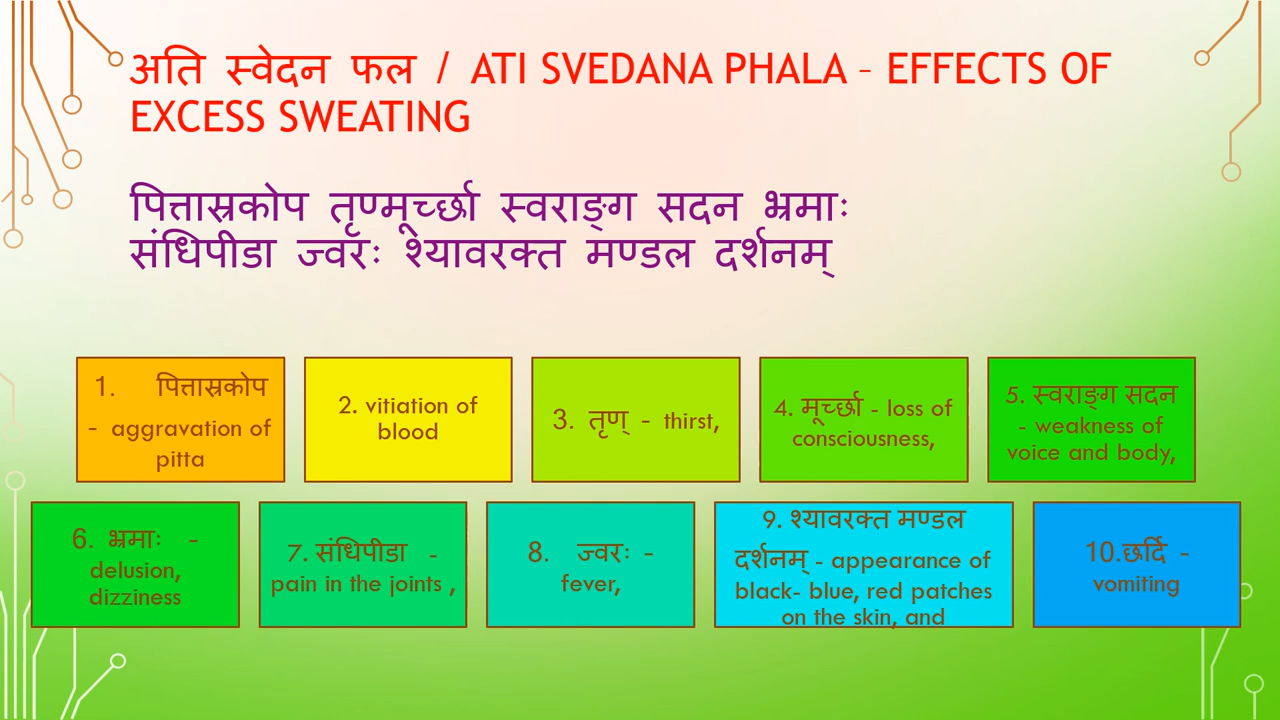 अति स्वेदन फल / ATI SVEDANA PHALA – EFFECTS OF
EXCESS SWEATING
पित्तास्रकोप तृण्मूर्च्छा स्वराङ्ग सदन भ्रमाः
संधिपीडा ज्वरः श्यावरक्त मण्डल दर्शनम्
1. पित्तास्रकोप
- aggravation of
pitta
2. vitiation of
blood
3. तृण् - thirst,
4. मूर्च्छा - loss of
consciousness,
5. स्वराङ्ग सदन
- weakness of
voice and body,
6. भ्रमाः -
delusion,
dizziness
7. संधिपीडा -
pain in the joints ,
8. ज्वरः -
fever,
9. श्यावरक्त मण्डल
दर्शनम् - appearance of
black- blue, red patches
on the skin, and
10.छर्दि -
vomiting